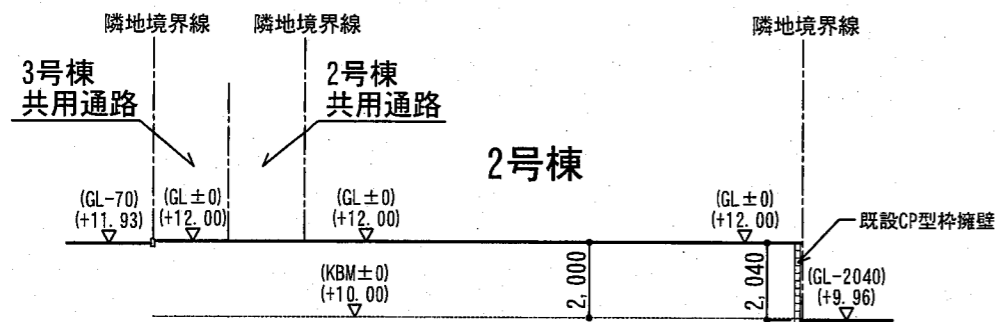 隣地境界線
隣地境界線
隣地境界線
3号棟
共用通路
2号棟
共用通路
2号棟
(GL-70)
(+11.93)
(GL±0)
(+12.00)
(GL±0)
(+12.00)
(GL±0)
(+12.00)
既設CP型枠擁壁
(KBM±0)
(+10.00)
2,000
2,040
(GL-2040)
(+9.96)